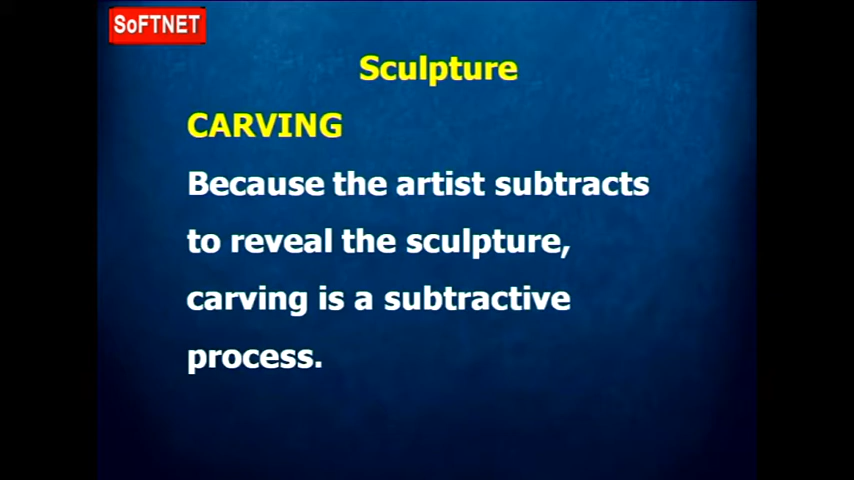 SoFTNET
Sculpture
CARVING
Because the artist subtracts
to reveal the sculpture,
carving is a subtractive
process.